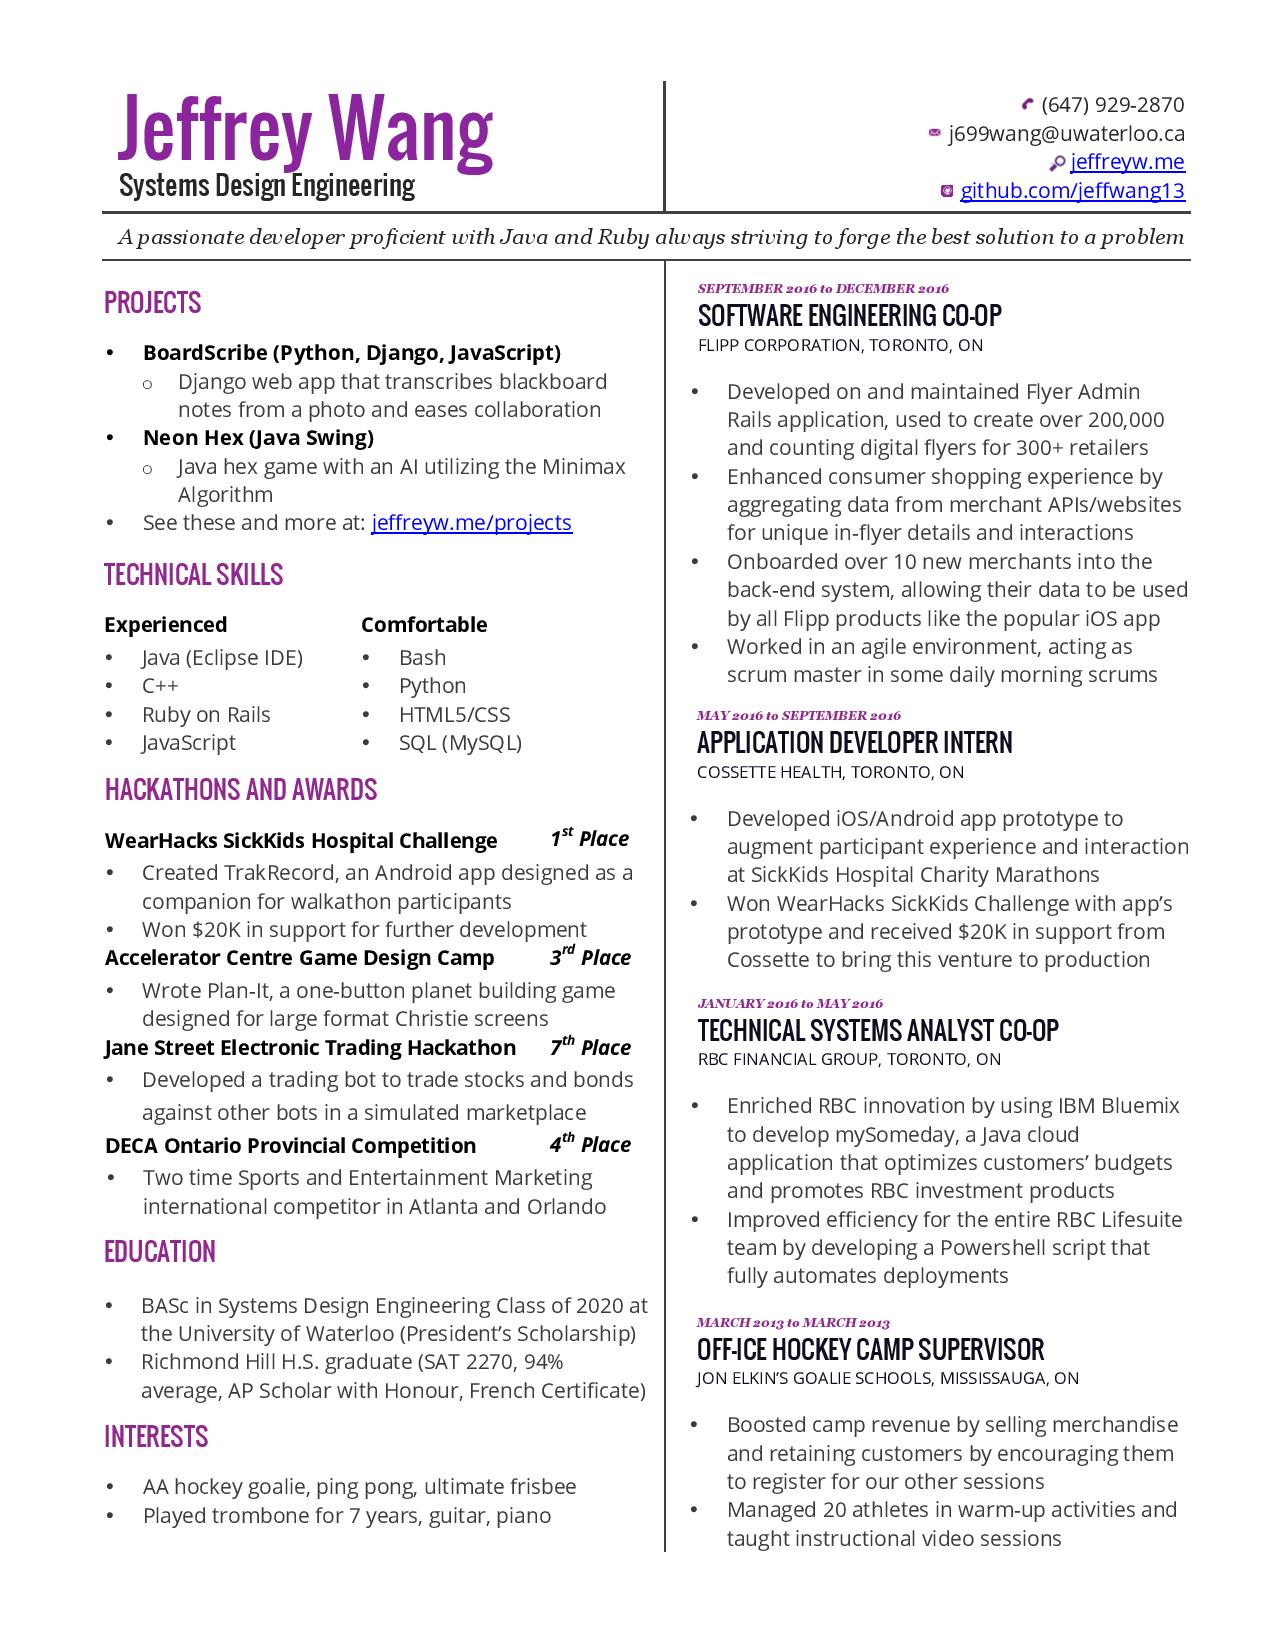 Jeffrey Wang
Systems Design Engineering
(647) 929-2870
j699wang@uwaterloo.ca
jeffreyw.me
github.com/jeffwang13
A passionate developer proficient with Java and Ruby always striving to forge the best solution to a problem
PROJECTS
• BoardScribe (Python, Django, JavaScript)
o Django web app that transcribes blackboard
notes from a photo and eases collaboration
• Neon Hex (Java Swing)
o Java hex game with an AI utilizing the Minimax
Algorithm
• See these and more at: jeffreyw.me/projects
TECHNICAL SKILLS
Experienced
• Java (Eclipse IDE)
• C++
• Ruby on Rails
• JavaScript
Comfortable
• Bash
• Python
• HTML5/CSS
• SQL (MySQL)
HACKATHONS AND AWARDS
WearHacks SickKids Hospital Challenge 1st Place
• Created TrakRecord, an Android app designed as a
companion for walkathon participants
• Won $20K in support for further development
Accelerator Centre Game Design Camp 3rd Place
• Wrote Plan-It, a one-button planet building game
designed for large format Christie screens
Jane Street Electronic Trading Hackathon 7th Place
• Developed a trading bot to trade stocks and bonds
against other bots in a simulated marketplace
DECA Ontario Provincial Competition 4th Place
• Two time Sports and Entertainment Marketing
international competitor in Atlanta and Orlando
EDUCATION
• BASc in Systems Design Engineering Class of 2020 at
the University of Waterloo (President’s Scholarship)
• Richmond Hill H.S. graduate (SAT 2270, 94%
average, AP Scholar with Honour, French Certificate)
INTERESTS
• AA hockey goalie, ping pong, ultimate frisbee
• Played trombone for 7 years, guitar, piano
SEPTEMBER 2016 to DECEMBER 2016
SOFTWARE ENGINEERING CO-OP
FLIPP CORPORATION, TORONTO, ON
• Developed on and maintained Flyer Admin
Rails application, used to create over 200,000
and counting digital flyers for 300+ retailers
• Enhanced consumer shopping experience by
aggregating data from merchant APIs/websites
for unique in-flyer details and interactions
• Onboarded over 10 new merchants into the
back-end system, allowing their data to be used
by all Flipp products like the popular iOS app
• Worked in an agile environment, acting as
scrum master in some daily morning scrums
MAY 2016 to SEPTEMBER 2016
APPLICATION DEVELOPER INTERN
COSSETTE HEALTH, TORONTO, ON
• Developed iOS/Android app prototype to
augment participant experience and interaction
at SickKids Hospital Charity Marathons
• Won WearHacks SickKids Challenge with app’s
prototype and received $20K in support from
Cossette to bring this venture to production
JANUARY 2016 to MAY 2016
TECHNICAL SYSTEMS ANALYST CO-OP
RBC FINANCIAL GROUP, TORONTO, ON
• Enriched RBC innovation by using IBM Bluemix
to develop mySomeday, a Java cloud
application that optimizes customers’ budgets
and promotes RBC investment products
• Improved efficiency for the entire RBC Lifesuite
team by developing a Powershell script that
fully automates deployments
MARCH 2013 to MARCH 2013
OFF-ICE HOCKEY CAMP SUPERVISOR
JON ELKIN’S GOALIE SCHOOLS, MISSISSAUGA, ON
• Boosted camp revenue by selling merchandise
and retaining customers by encouraging them
to register for our other sessions
• Managed 20 athletes in warm-up activities and
taught instructional video sessions